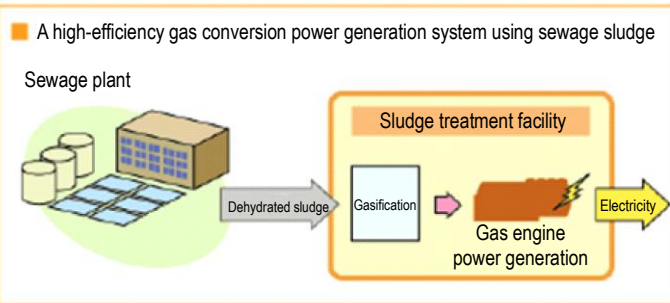 A high-efficiency gas conversion power generation system using sewage sludge
Sewage plant
Sludge treatment facility
Dehydrated sludge
Gasification
Gas engine
power generation
Electricity